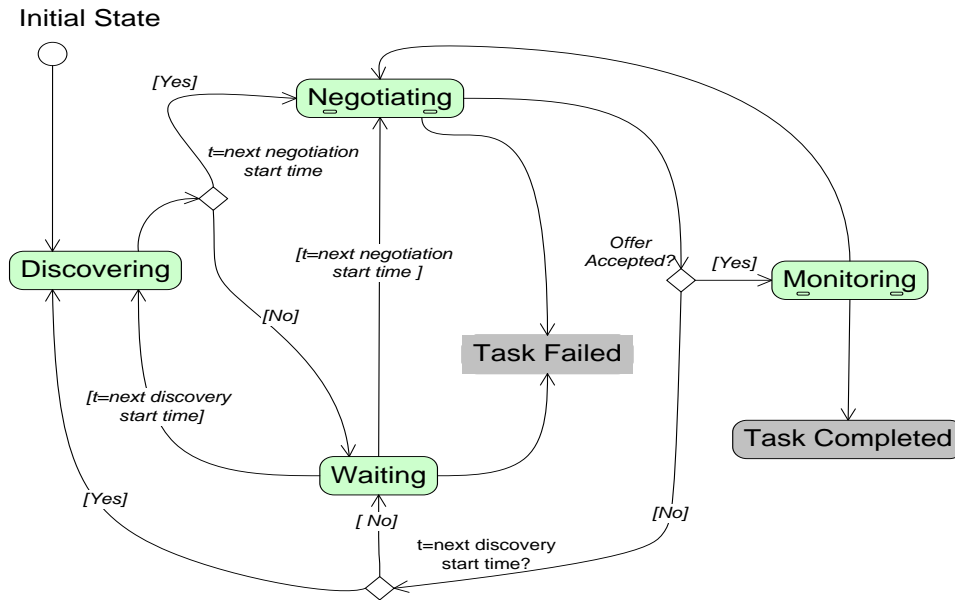 Initial State
[Yes]
Negotiating
t=next negotiation
start time
Discovering
[t=next negotiation
start time ]
Offer
Accepted?
[Yes]
Monitoring
[No]
Task Failed
[t=next discovery
start time]
Task Completed
Waiting
[Yes]
[ No]
[No]
t=next discovery
start time?